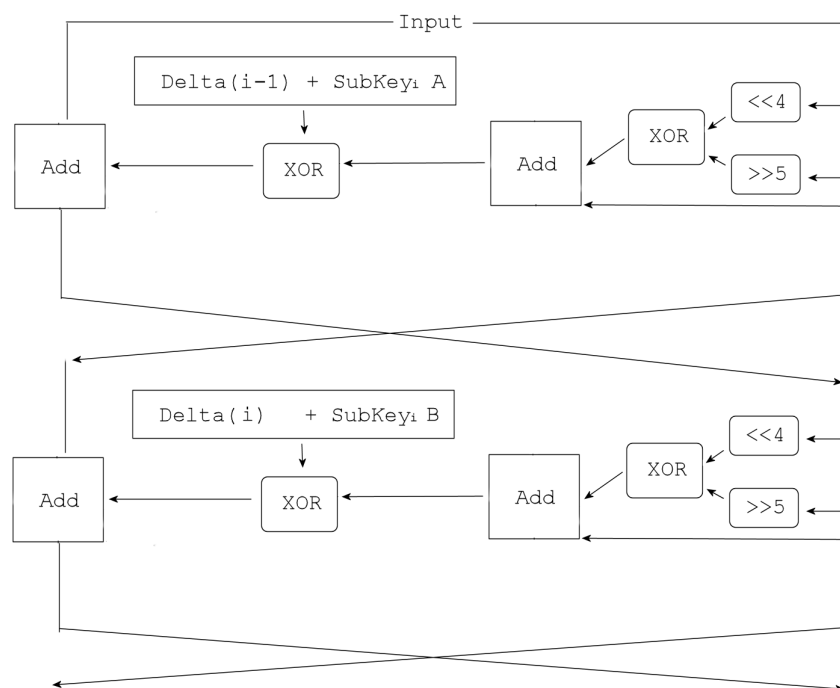 Input
Delta(i-1) + SubKeyi A
<<4
XOR
Add
XOR
Add
>>5
Delta(i) + SubKeyi B
<<4
XOR
Add
XOR
Add
>>5